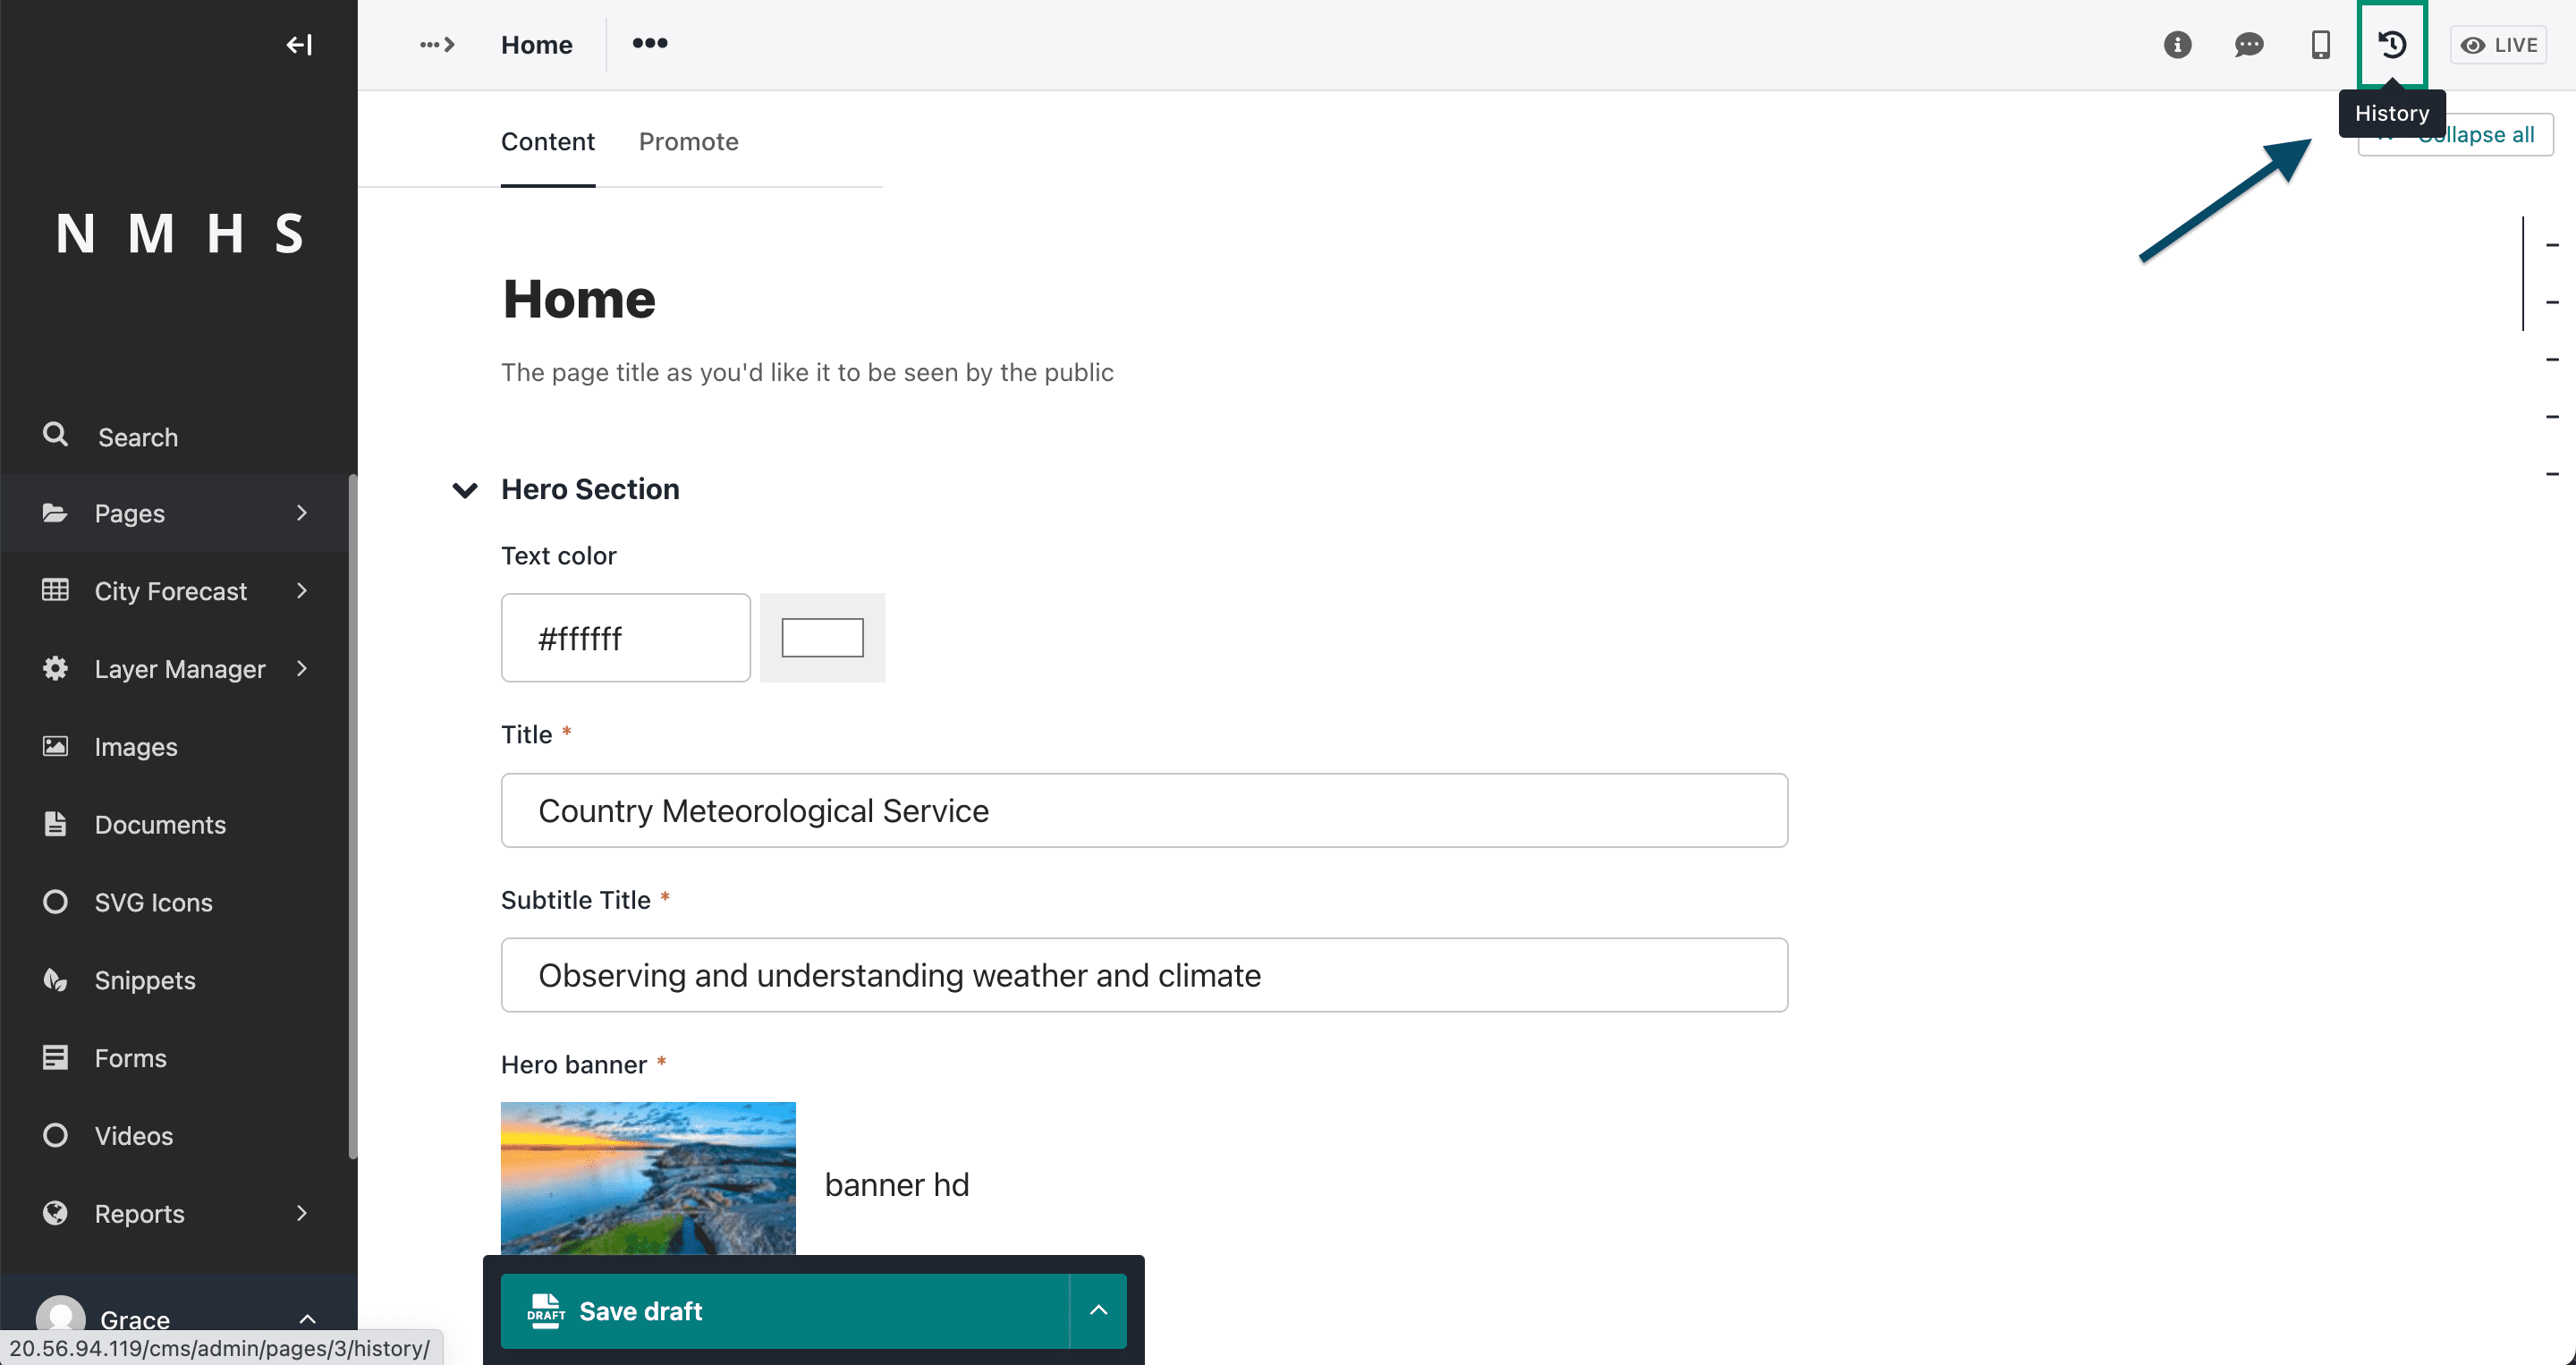 Home
LIVE
History
Collapse all
Content
Promote
N M H S
Home
The page title as you'd like it to be seen by the public
Search
Pages
City Forecast
Layer Manager
Images
Documents
SVG Icons
Snippets
Forms
Videos
Reports
Grace
Hero Section
Text color
#ffffff
Title *
Country Meteorological Service
Subtitle Title *
Observing and understanding weather and climate
Hero banner *
banner hd
DRAFT
Save draft
20.56.94.119/cms/admin/pages/3/history/